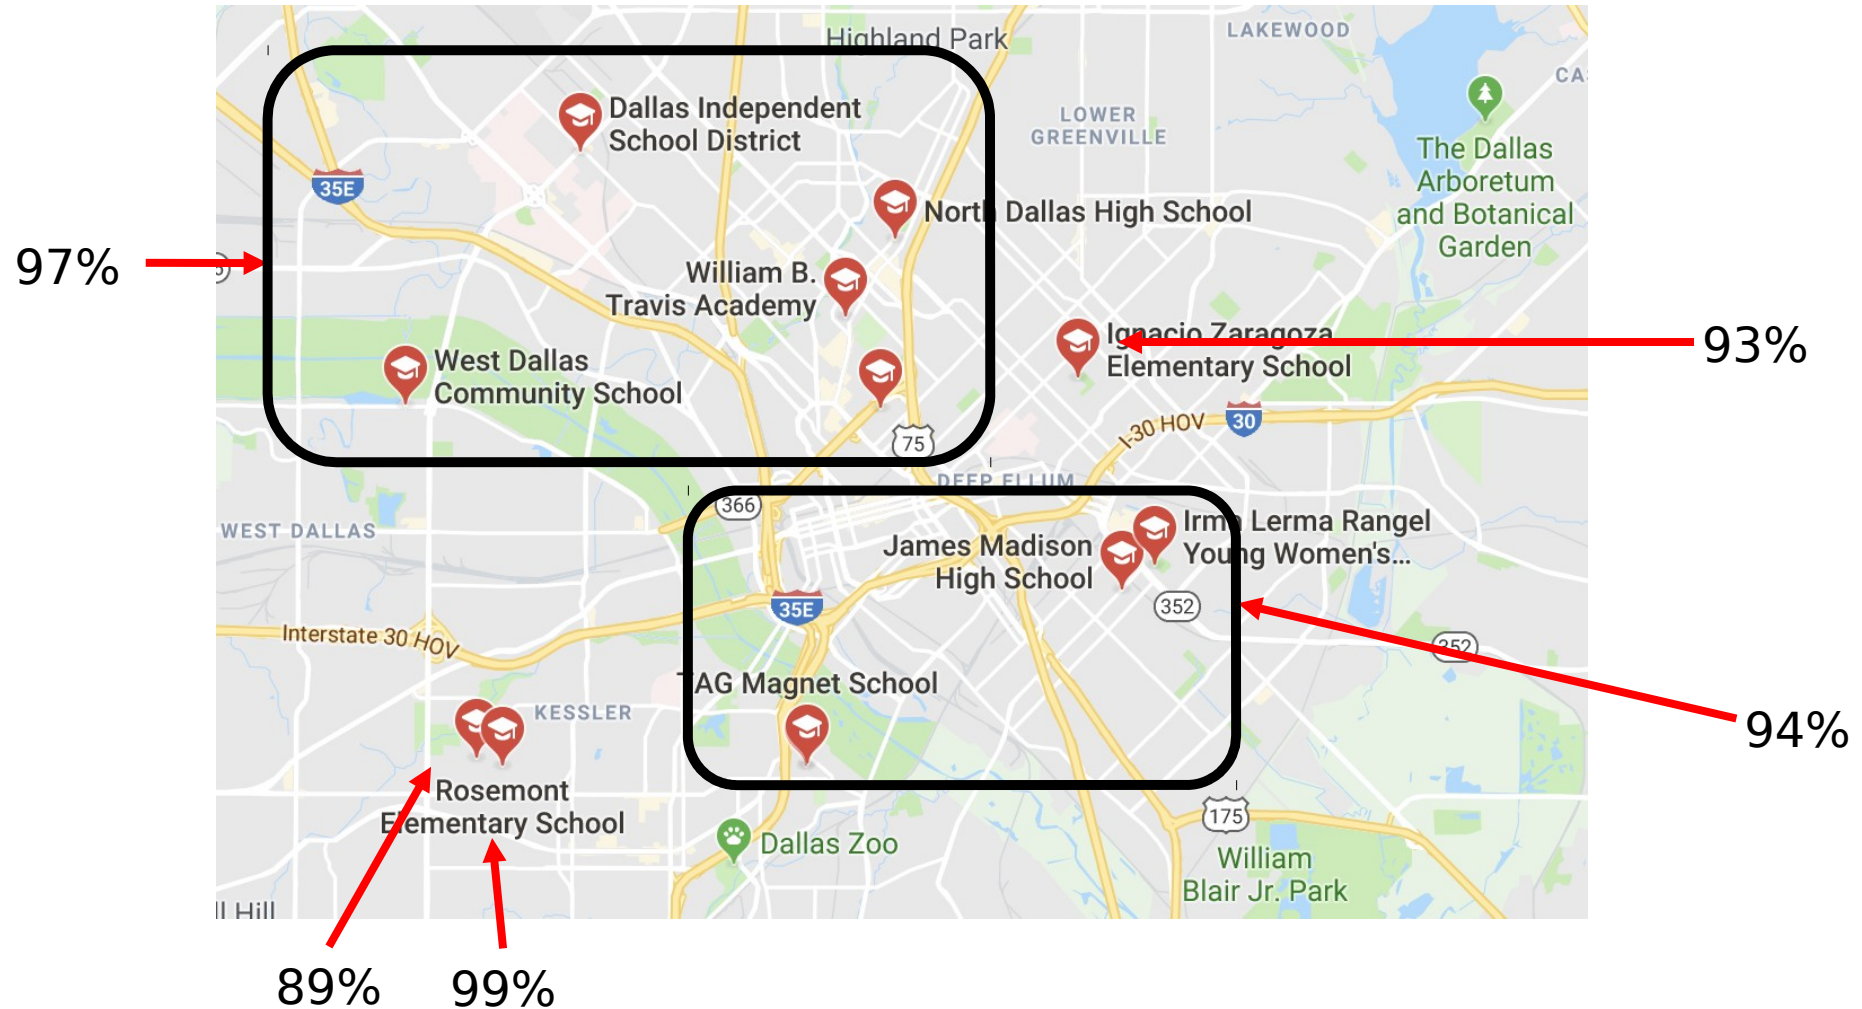 Highland Park
LAKEWOOD
CA
Dallas Independent
School District
LOWER
GREENVILLE
The Dallas
Arboretum
and Botanical
Garden
35E
North Dallas High School
97%
William B.
Travis Academy
Ignacio Zaragoza
Elementary School
93%
West Dallas
Community School
I-30 HOV
30
75
DEEP ELLUM
366
WEST DALLAS
Irma Lerma Rangel
Young Women's...
James Madison
High School
35E
352
Interstate 30 HOV
352
TAG Magnet School
KESSLER
94%
Rosemont
Elementary School
175
Dallas Zoo
William
Blair Jr. Park
ll Hill
89%
99%